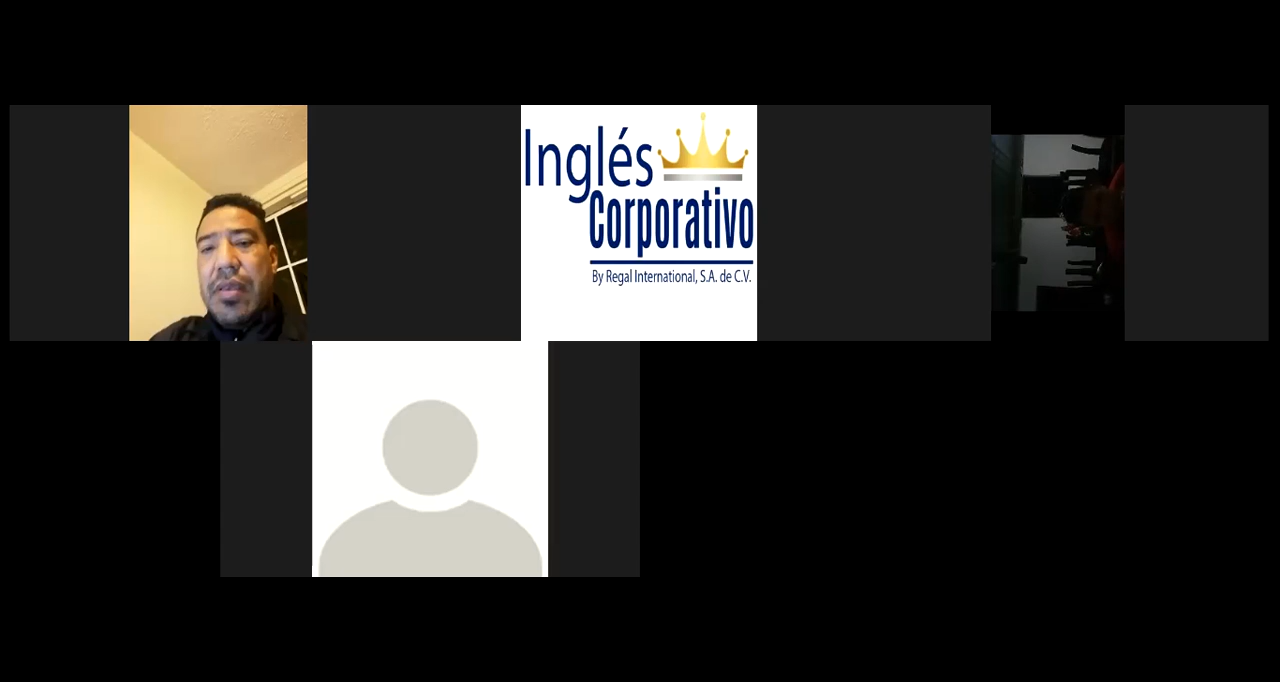 Inglés
Corporativo
By Regal International, S.A. de C.V.